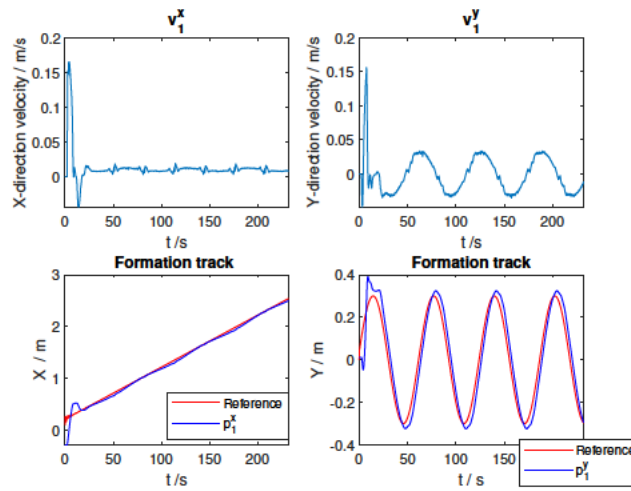 v₁ˣ
X-direction velocity / m/s
0.2
0.15
0.1
0.05
0
0 50 100 150 200
t /s
v₁ʸ
Y-direction velocity / m/s
0.2
0.15
0.1
0.05
0
-0.05
0 50 100 150 200
t /s
Formation track
X / m
3
2
1
0
0 50 100 150 200
t /s
Reference
p₁ˣ
Formation track
Y / m
0.4
0.2
0
-0.2
-0.4
0 50 100 150
t /s
Reference
p₁ʸ